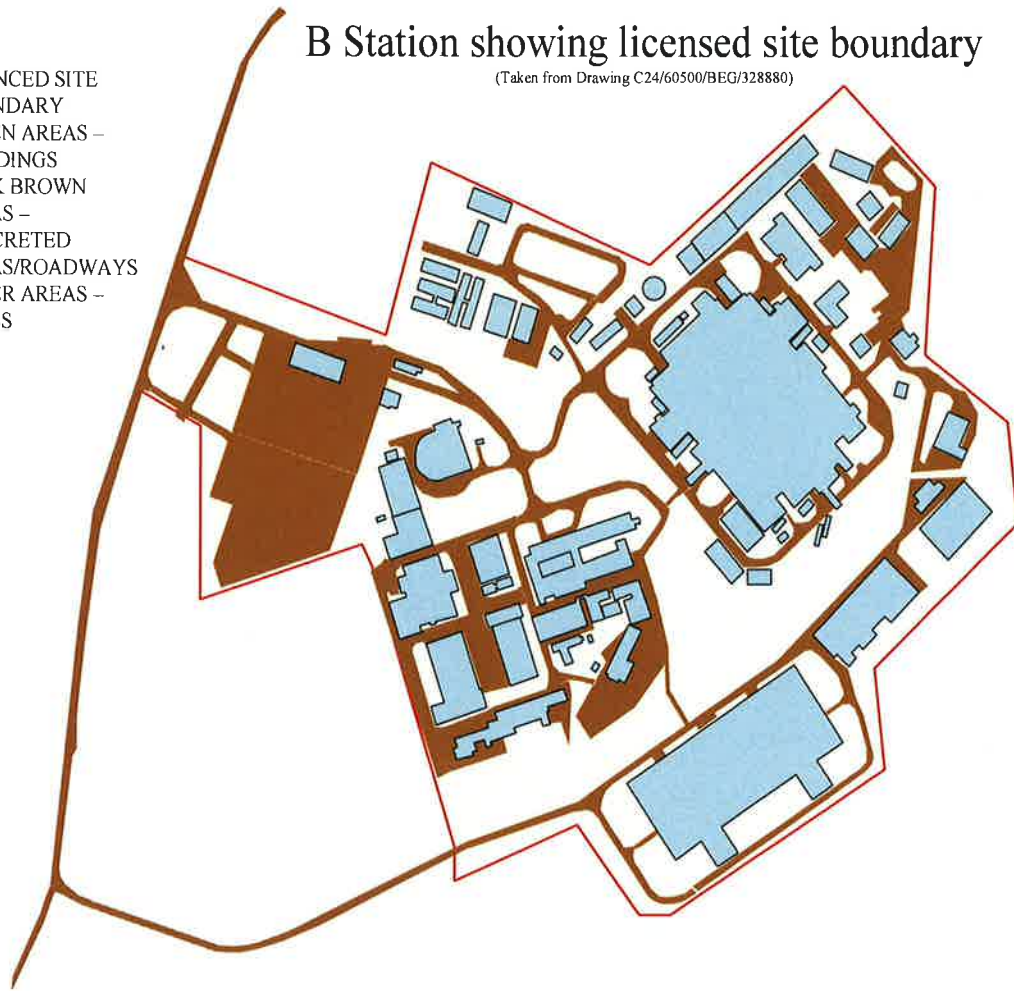 B Station showing licensed site boundary
(Taken from Drawing C24/60500/BEG/328880)
NCED SITE
NDARY
N AREAS –
DINGS
K BROWN
AS –
CRETED
AS/ROADWAYS
ER AREAS –
S